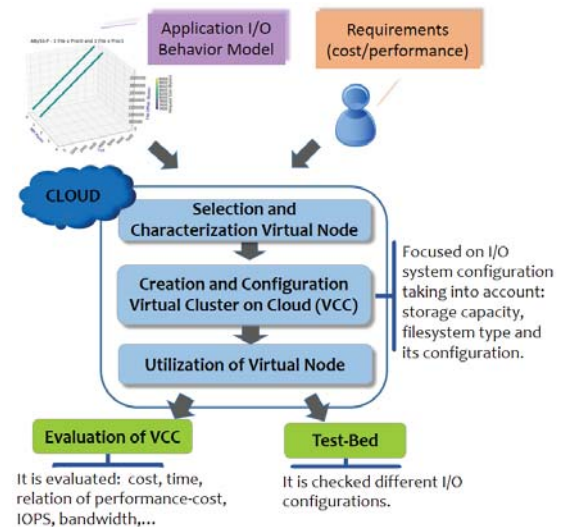 Application I/O
Behavior Model
Requirements
(cost/performance)
CLOUD
Selection and
Characterization Virtual Node
Creation and Configuration
Virtual Cluster on Cloud (VCC)
Utilization of Virtual Node
Focused on I/O
system configuration
taking into account:
storage capacity,
filesystem type and
its configuration.
Evaluation of VCC
Test-Bed
It is evaluated: cost, time,
relation of performance-cost,
IOPS, bandwidth,...
It is checked different I/O
configurations.